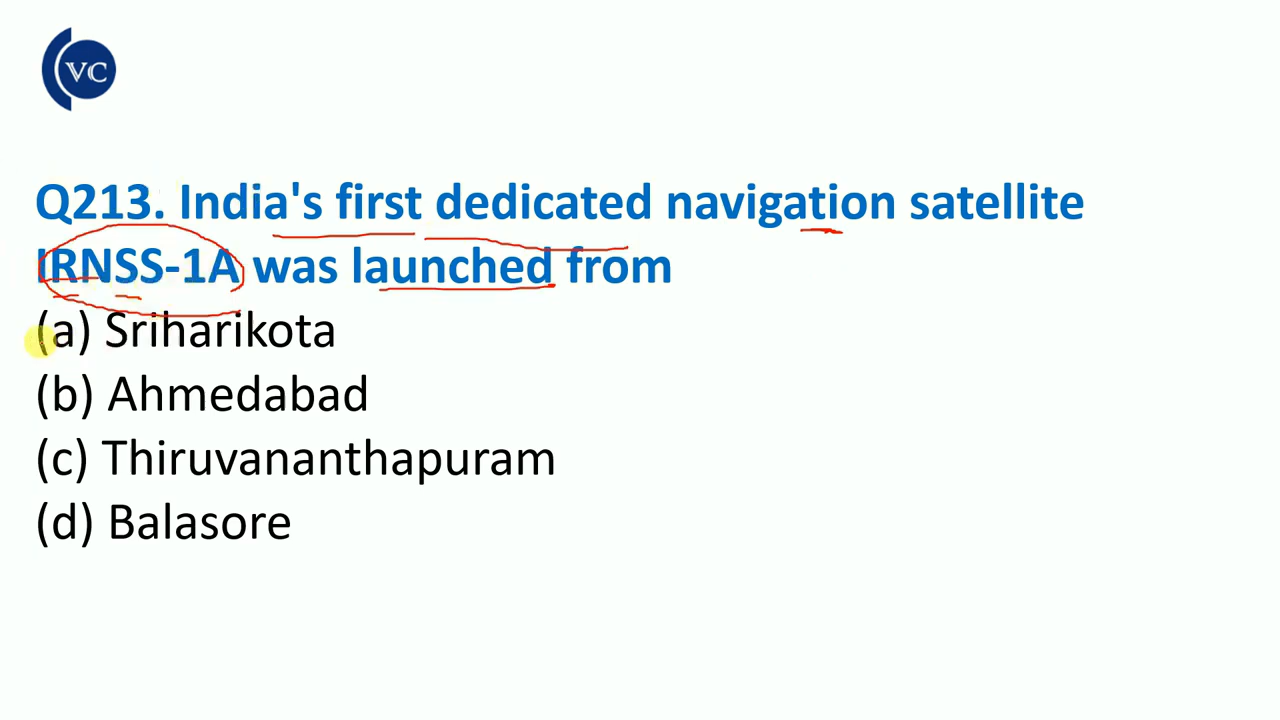 VC
Q213. India's first dedicated navigation satellite
IRNSS-1A was launched from
(a) Sriharikota
(b) Ahmedabad
(c) Thiruvananthapuram
(d) Balasore